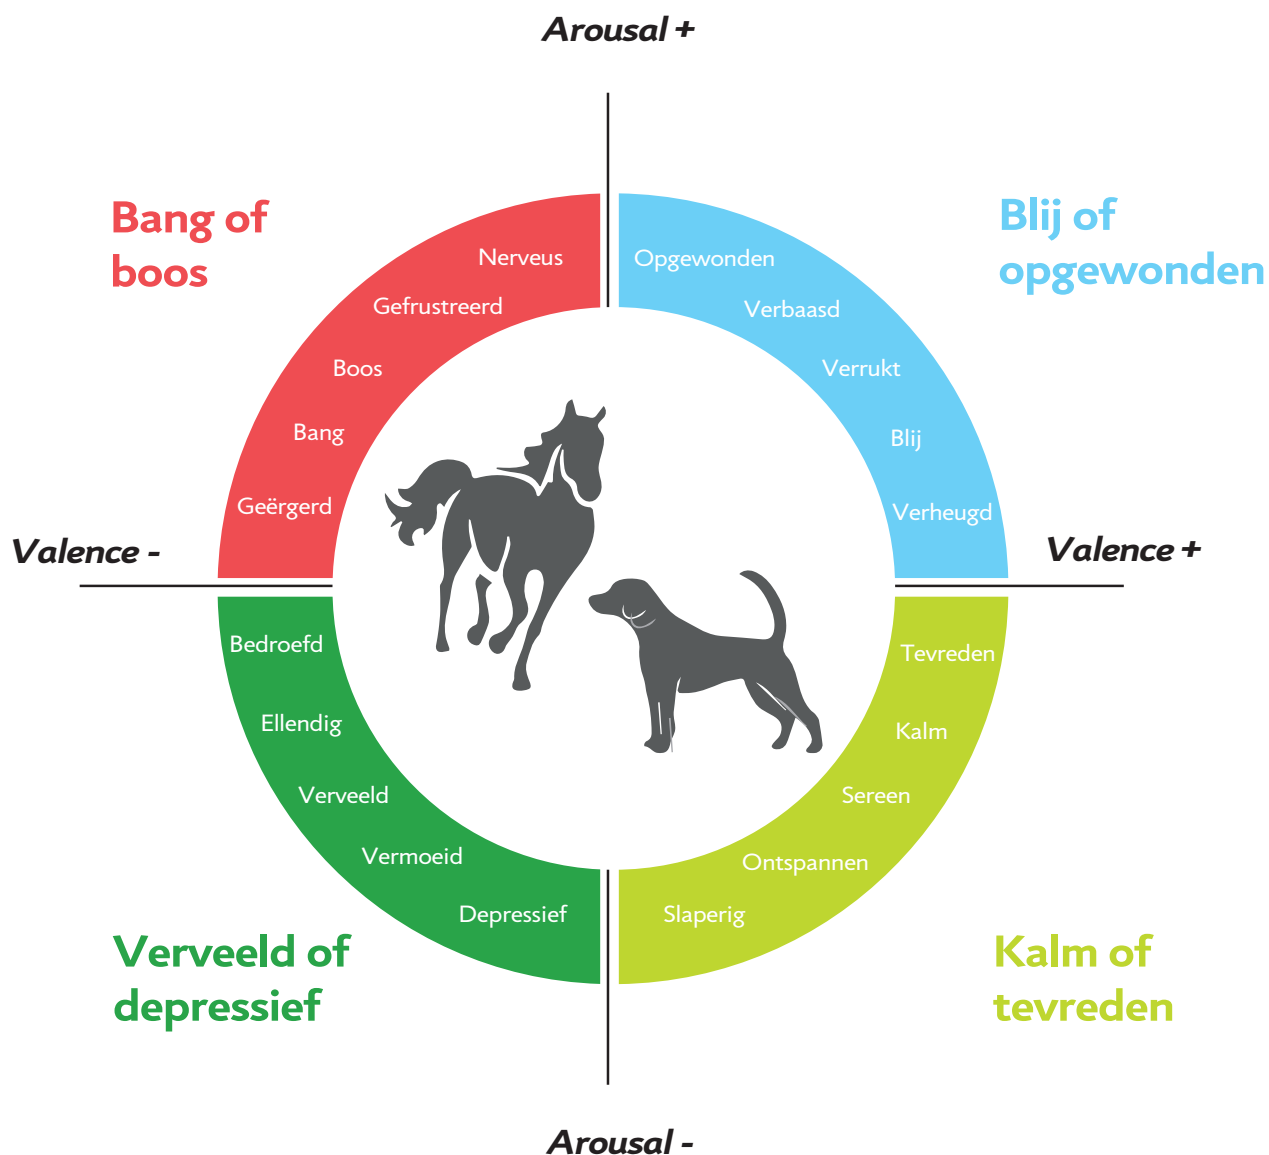 Arousal +
Bang of
boos
Blij of
opgewonden
Nerveus
Gefrustreerd
Boos
Bang
Geërgerd
Opgewonden
Verbaasd
Verrukt
Blij
Verheugd
Valence -
Valence +
Bedroefd
Ellendig
Verveeld
Vermoeid
Depressief
Tevreden
Kalm
Sereen
Ontspannen
Slaperig
Verveeld of
depressief
Kalm of
tevreden
Arousal -